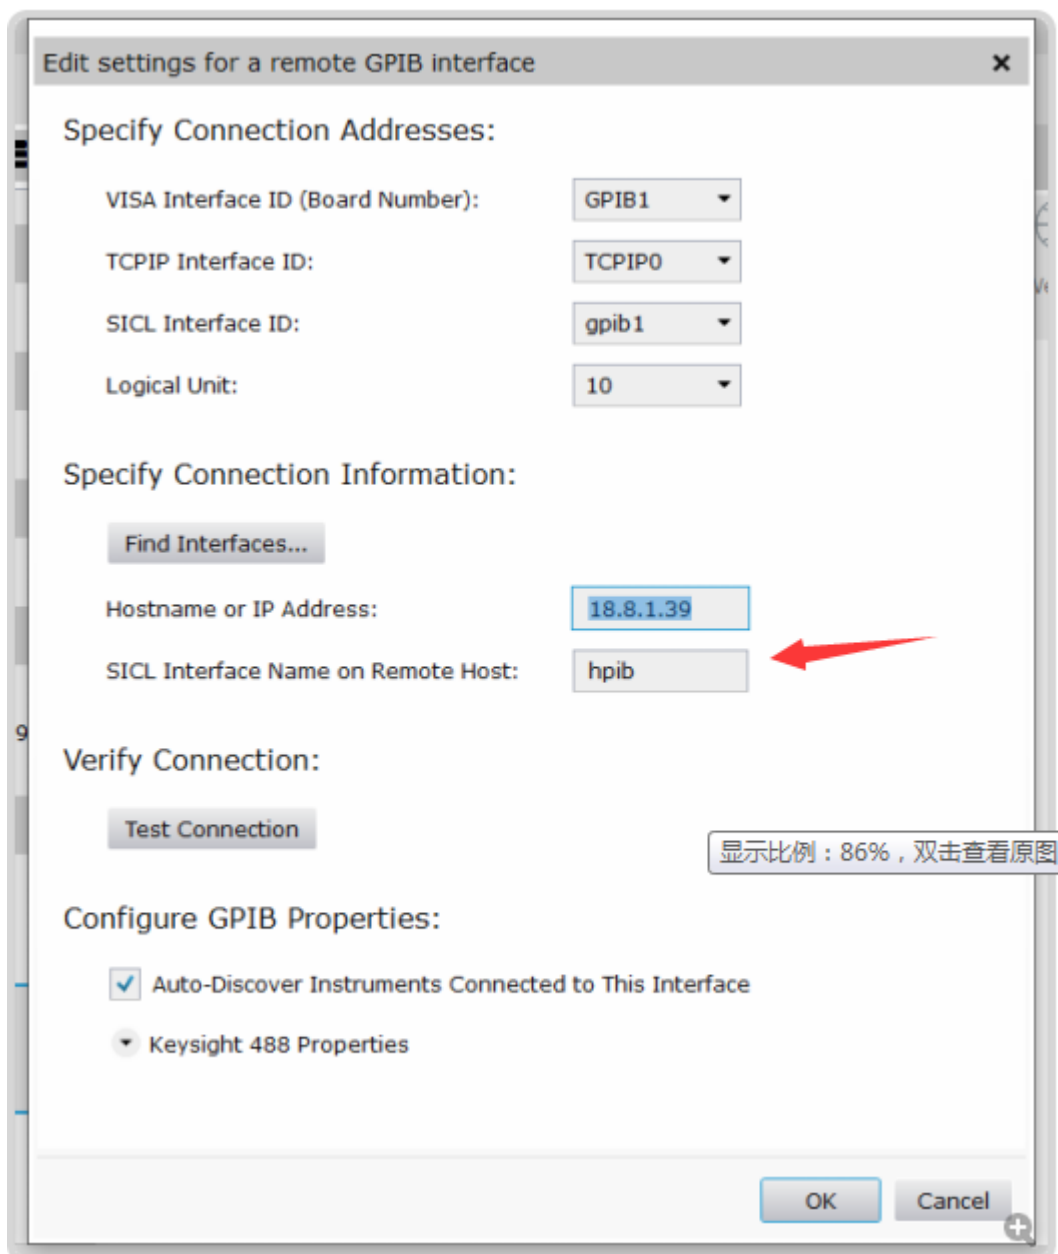 Edit settings for a remote GPIB interface
Specify Connection Addresses:
VISA Interface ID (Board Number): GPIB1
TCPIP Interface ID: TCPIP0
SICL Interface ID: gpib1
Logical Unit: 10
Specify Connection Information:
Find Interfaces...
Hostname or IP Address: 18.8.1.39
SICL Interface Name on Remote Host: hpib
9
Verify Connection:
Test Connection
显示比例：86%，双击查看原图
Configure GPIB Properties:
Auto-Discover Instruments Connected to This Interface
Keysight 488 Properties
OK Cancel